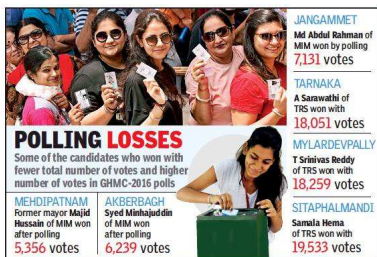 POLLING LOSSES
Some of the candidates who won with
fewer total number of votes and higher
number of votes in GHMC-2016 polls
MEHDIPATNAM
Former mayor Majid
Hussain of MIM won
after polling
5,356 votes
AKBERBAGH
Syed Minhajuddin
of MIM won
after polling
6,239 votes
JANGAMMET
Md Abdul Rahman of
MIM won by polling
7,131 votes
TARNAKA
A Sarawathi of
TRS won with
18,051 votes
MYLARDEVPALLY
T Srinivas Reddy
of TRS won with
18,259 votes
SITAPHALMANDI
Samala Hema
of TRS won with
19,533 votes